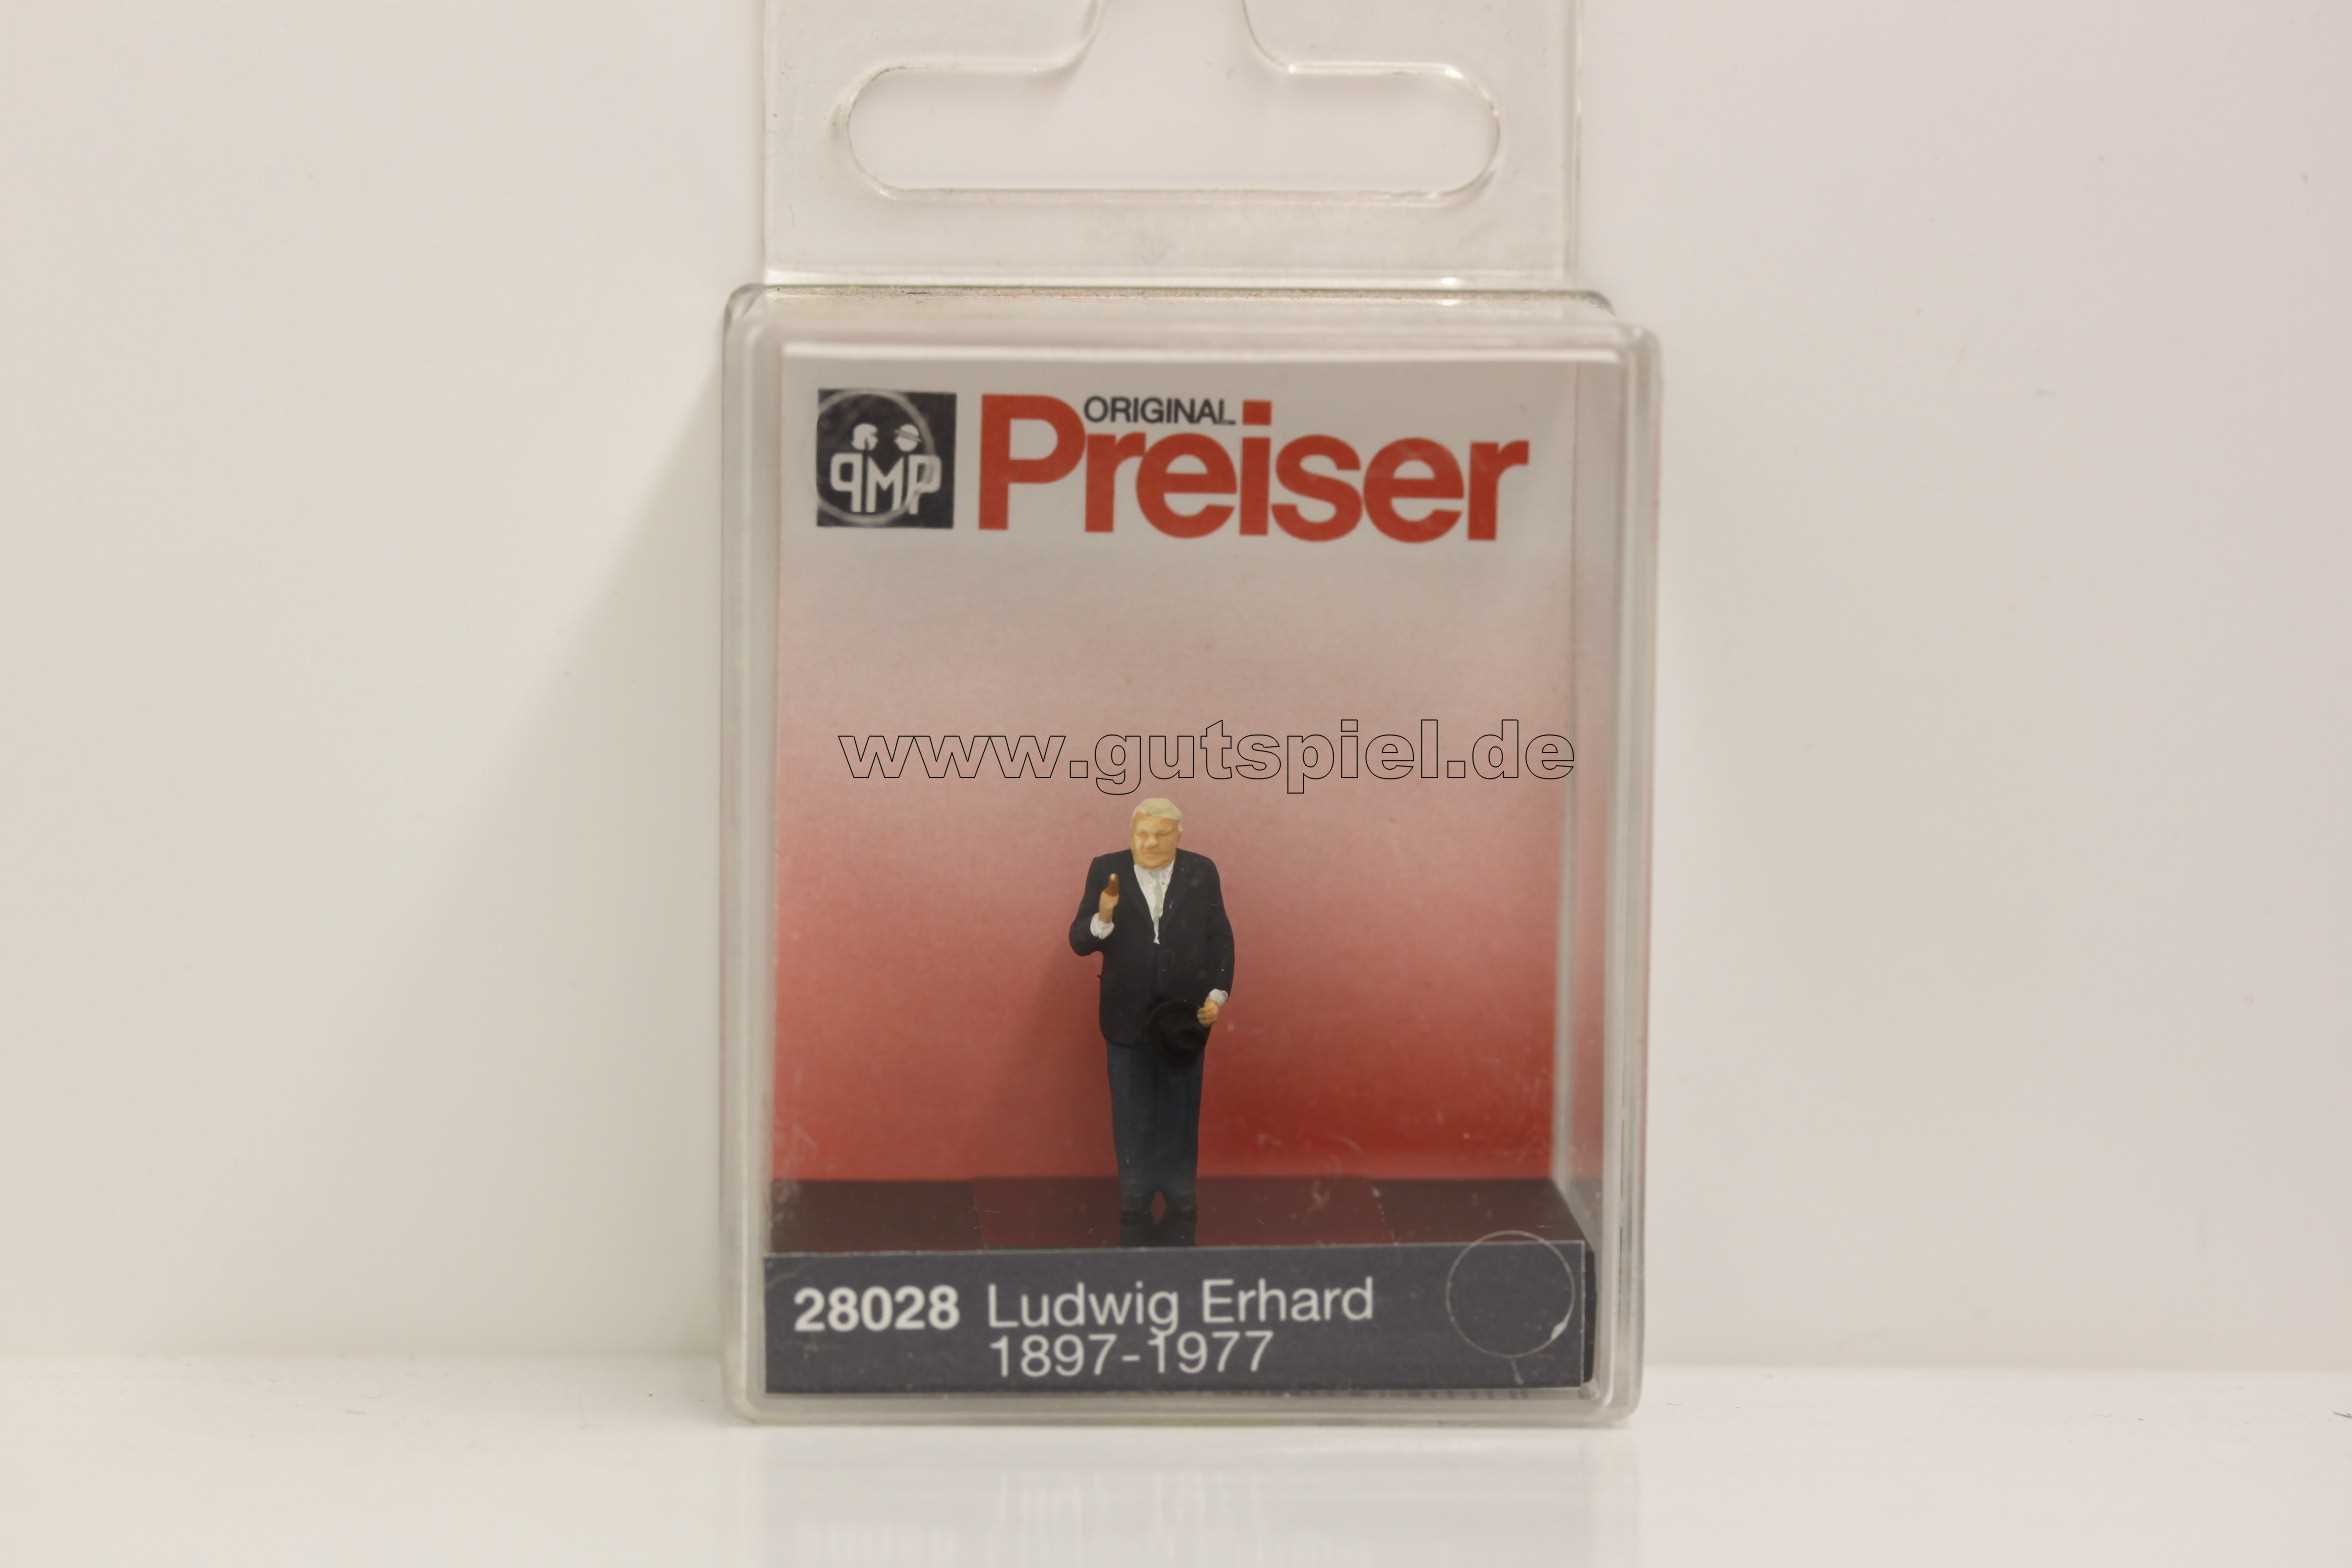 PMP
ORIGINAL
Preiser
www.gutspiel.de
28028 Ludwig Erhard
1897-1977